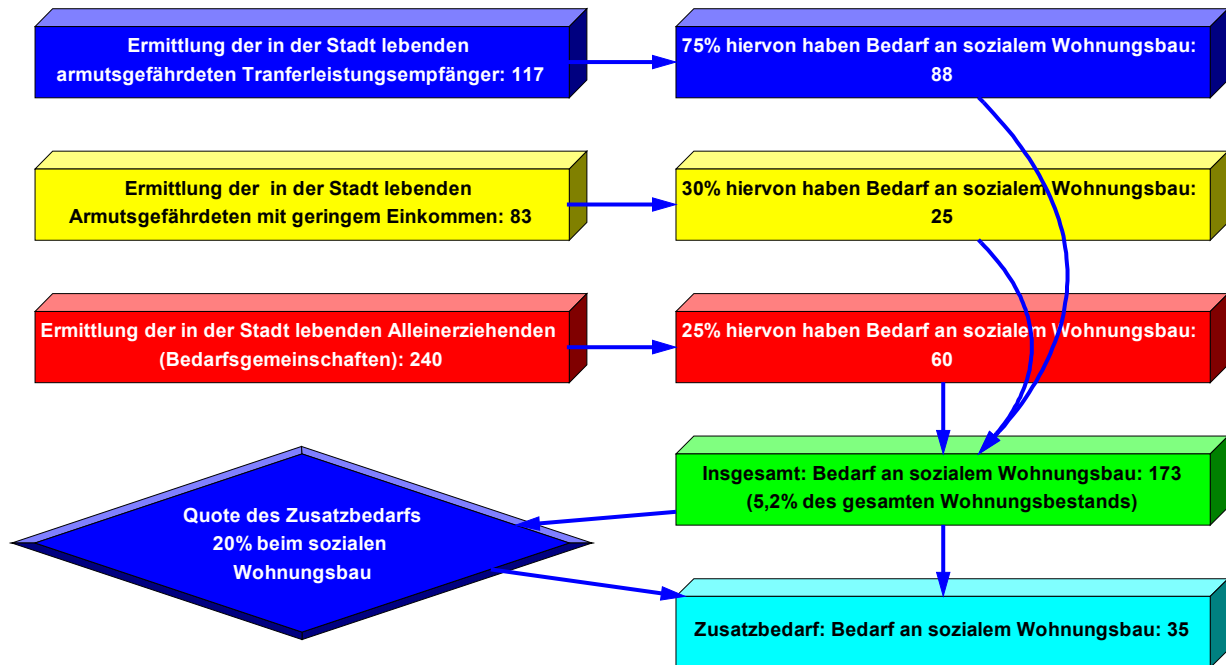 Ermittlung der in der Stadt lebenden
armutsgefährdeten Tranferleistungsempfänger: 117
75% hiervon haben Bedarf an sozialem Wohnungsbau:
88
Ermittlung der in der Stadt lebenden
Armutsgefährdeten mit geringem Einkommen: 83
30% hiervon haben Bedarf an sozialem Wohnungsbau:
25
Ermittlung der in der Stadt lebenden Alleinerziehenden
(Bedarfsgemeinschaften): 240
25% hiervon haben Bedarf an sozialem Wohnungsbau:
60
Insgesamt: Bedarf an sozialem Wohnungsbau: 173
(5,2% des gesamten Wohnungsbestands)
Quote des Zusatzbedarfs
20% beim sozialen
Wohnungsbau
Zusatzbedarf: Bedarf an sozialem Wohnungsbau: 35